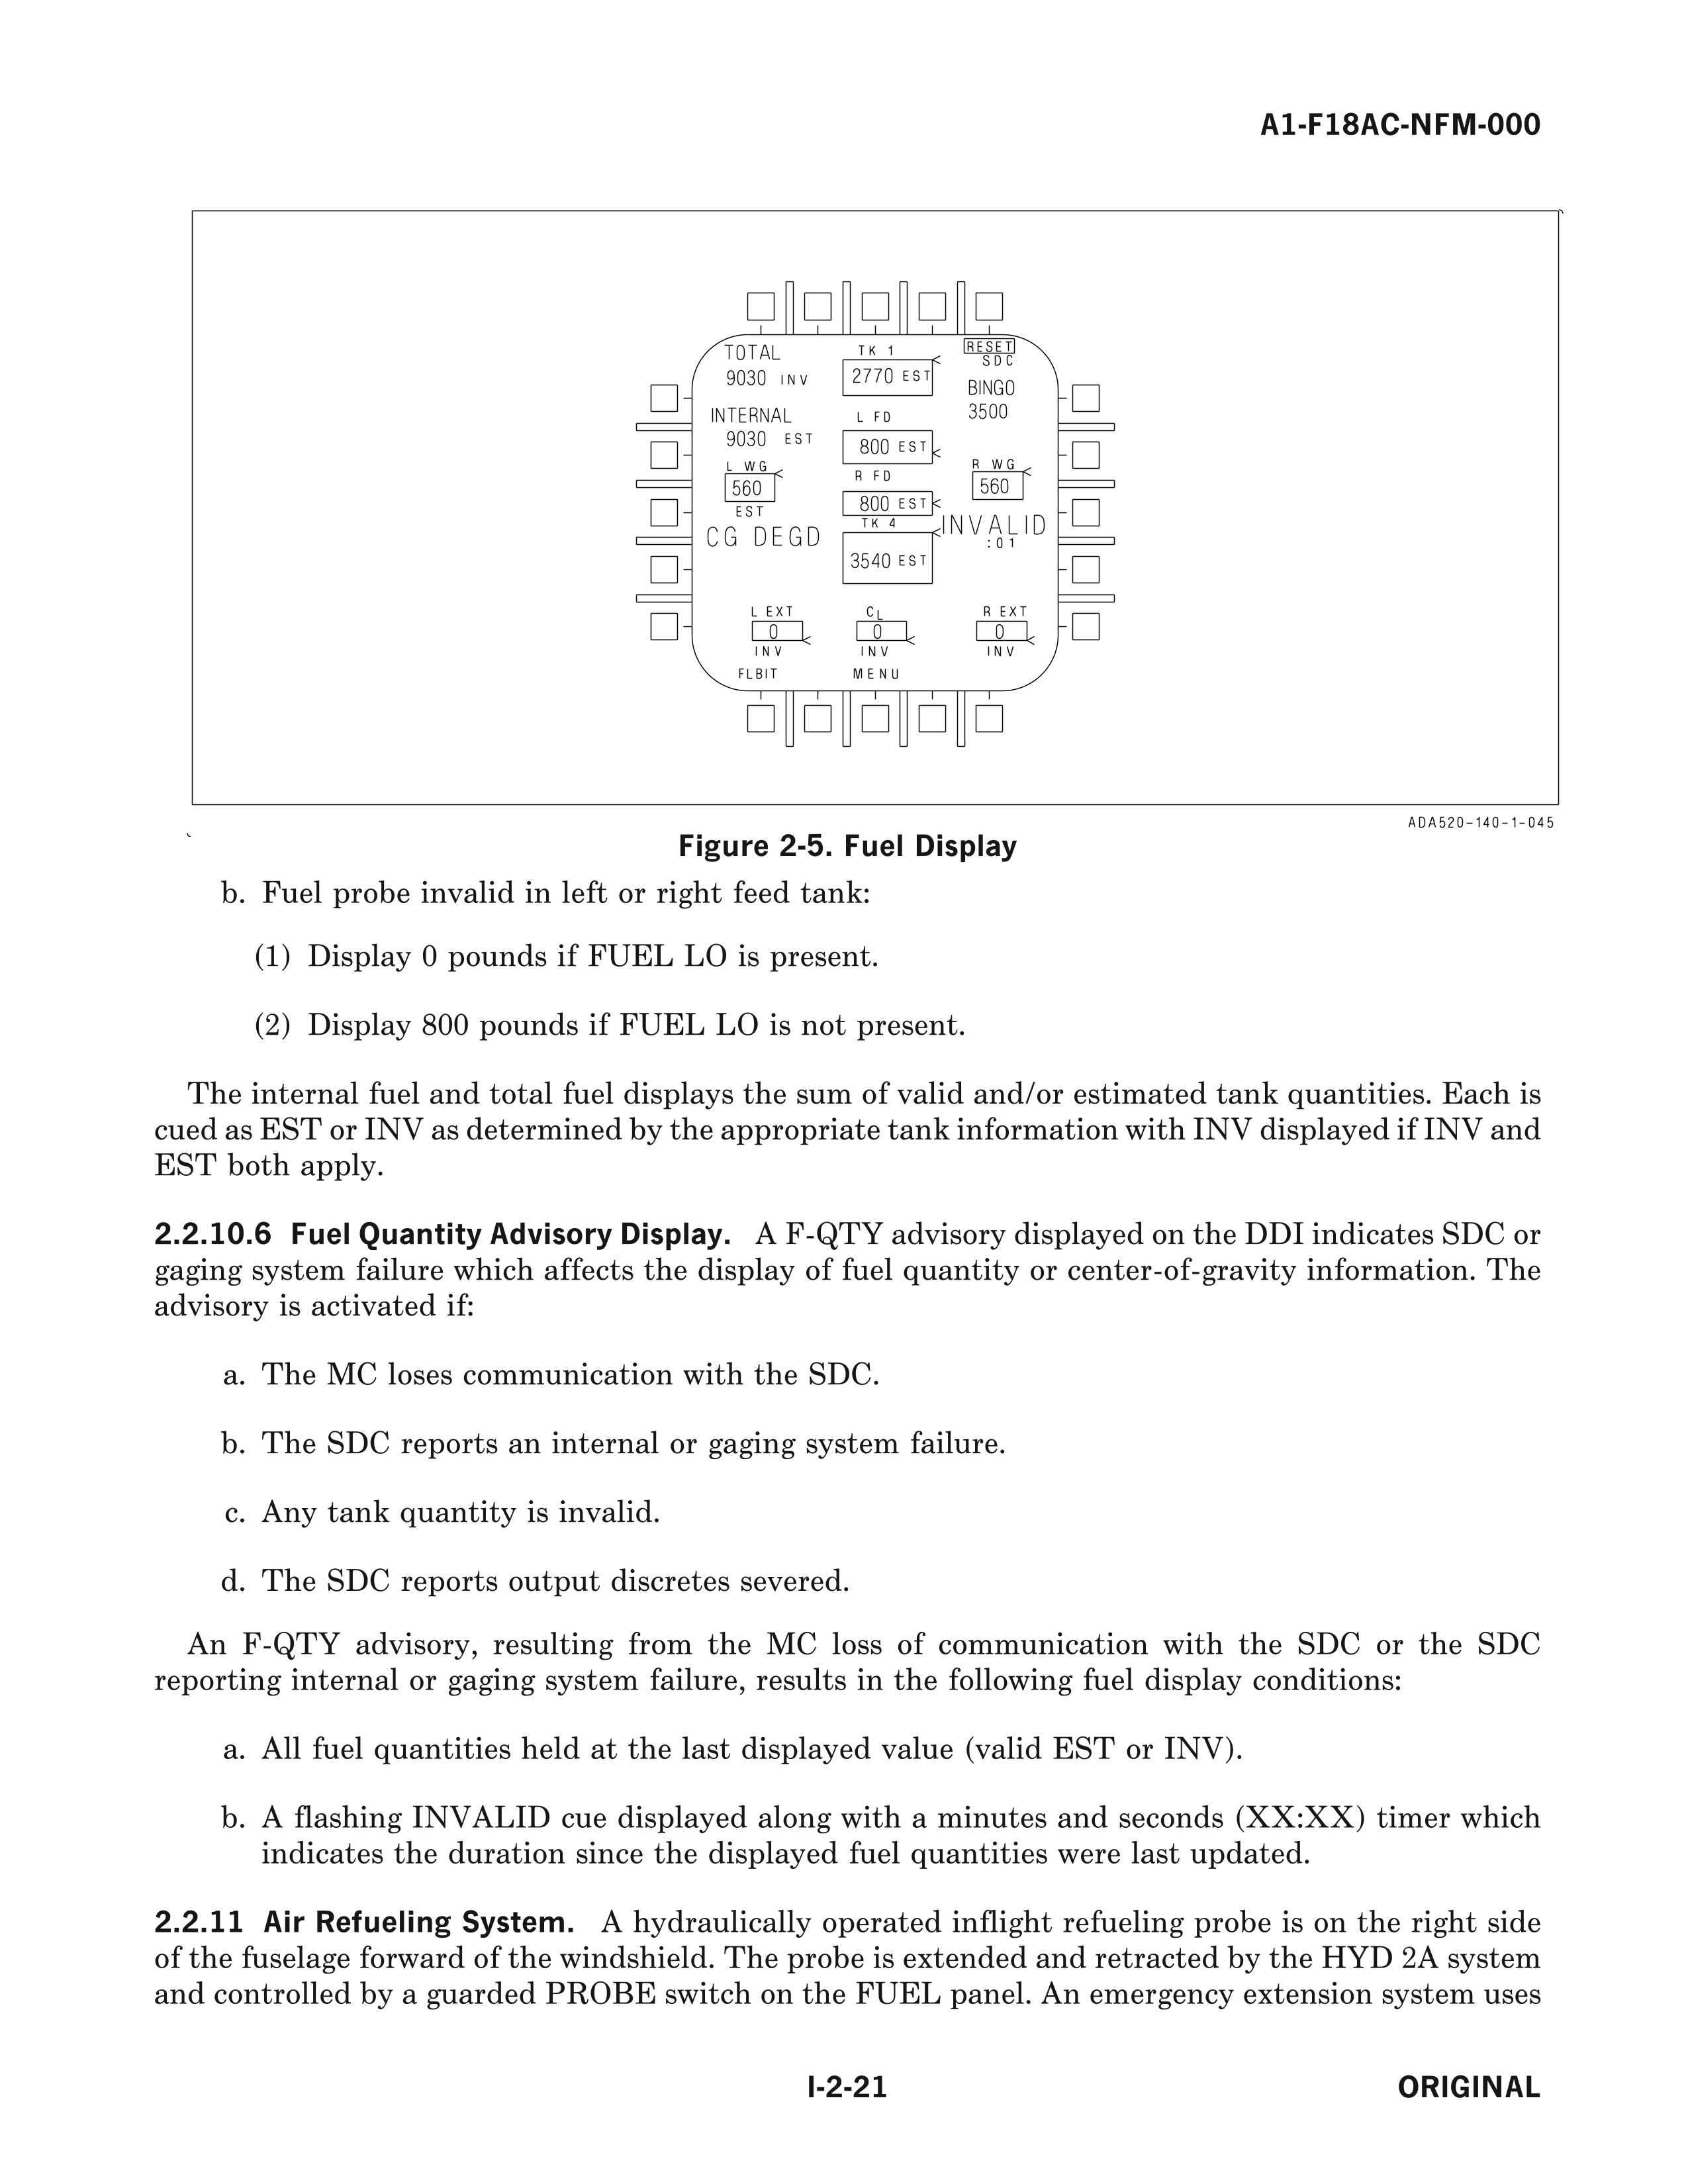 A1-F18AC-NFM-000
TOTAL
9030 INV
INTERNAL
9030 EST
L WG
560
EST
CG DEGD
TK 1
2770 EST
L FD
800 EST
R FD
800 EST
TK 4
3540 EST
RESET
SDC
BINGO
3500
R WG
560
INVALID
:01
L EXT
0
INV
CL
0
INV
R EXT
0
INV
FLBIT
MENU
ADA520-140-1-045
Figure 2-5. Fuel Display
b. Fuel probe invalid in left or right feed tank:
(1) Display 0 pounds if FUEL LO is present.
(2) Display 800 pounds if FUEL LO is not present.
The internal fuel and total fuel displays the sum of valid and/or estimated tank quantities. Each is
cued as EST or INV as determined by the appropriate tank information with INV displayed if INV and
EST both apply.
2.2.10.6 Fuel Quantity Advisory Display. A F-QTY advisory displayed on the DDI indicates SDC or
gaging system failure which affects the display of fuel quantity or center-of-gravity information. The
advisory is activated if:
a. The MC loses communication with the SDC.
b. The SDC reports an internal or gaging system failure.
c. Any tank quantity is invalid.
d. The SDC reports output discretes severed.
An F-QTY advisory, resulting from the MC loss of communication with the SDC or the SDC
reporting internal or gaging system failure, results in the following fuel display conditions:
a. All fuel quantities held at the last displayed value (valid EST or INV).
b. A flashing INVALID cue displayed along with a minutes and seconds (XX:XX) timer which
indicates the duration since the displayed fuel quantities were last updated.
2.2.11 Air Refueling System. A hydraulically operated inflight refueling probe is on the right side
of the fuselage forward of the windshield. The probe is extended and retracted by the HYD 2A system
and controlled by a guarded PROBE switch on the FUEL panel. An emergency extension system uses
I-2-21
ORIGINAL